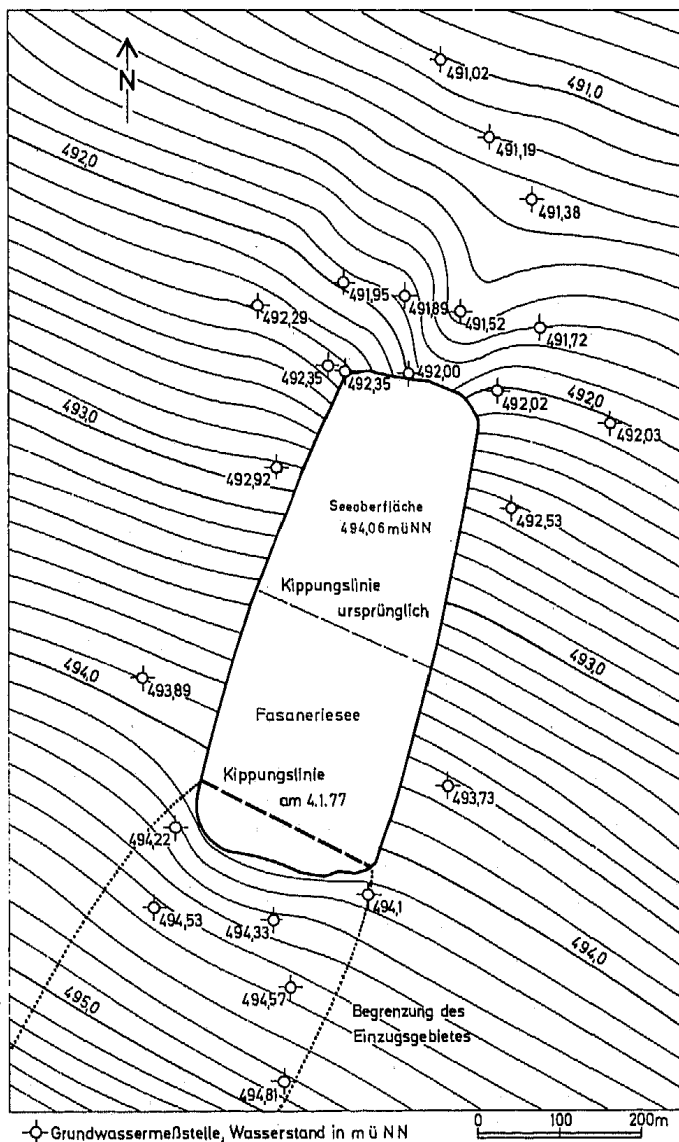 N
491,02
491,0
491,19
492,0
491,38
491,95
491,89
492,29
491,52
491,72
492,35
492,35
492,00
492,02
492,0
493,0
492,03
492,92
Seeoberfläche
494,06 müNN
492,53
Kippungslinie
ursprünglich
493,0
494,0
493,89
Fasaneriesee
Kippungslinie
am 4.1.77
493,73
494,22
494,53
494,33
494,1
494,0
494,57
495,0
Begrenzung des
Einzugsgebietes
494,81
Grundwassermeßstelle, Wasserstand in m ü NN
0 100 200m